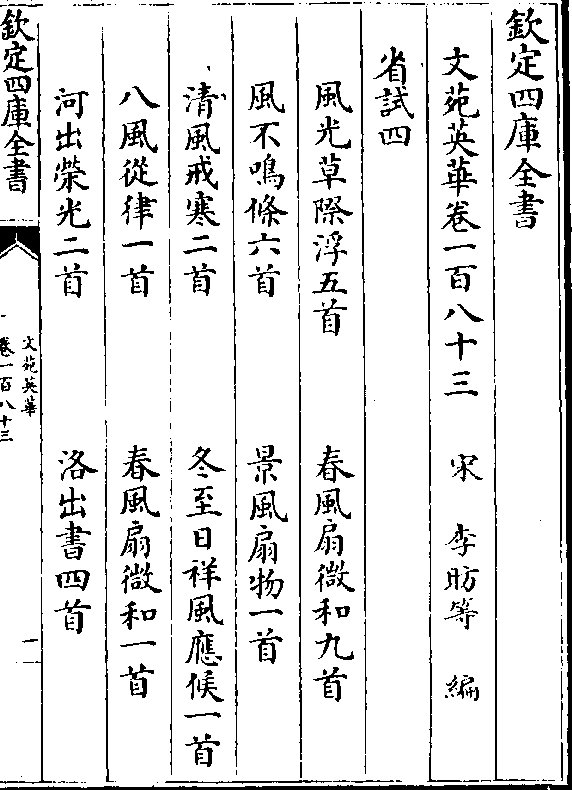 欽定四庫全書
文苑英華卷一百八十三 宋 李昉等 編
省試四
風光草際浮五首 春風扇微和九首
風不鳴條六首 景風扇物一首
清風戒寒二首 冬至日祥風應候一首
八風從律一首 春風扇微和一首
河出榮光二首 洛出書四首
欽定四庫全書
文苑英華
卷一百八十三
一